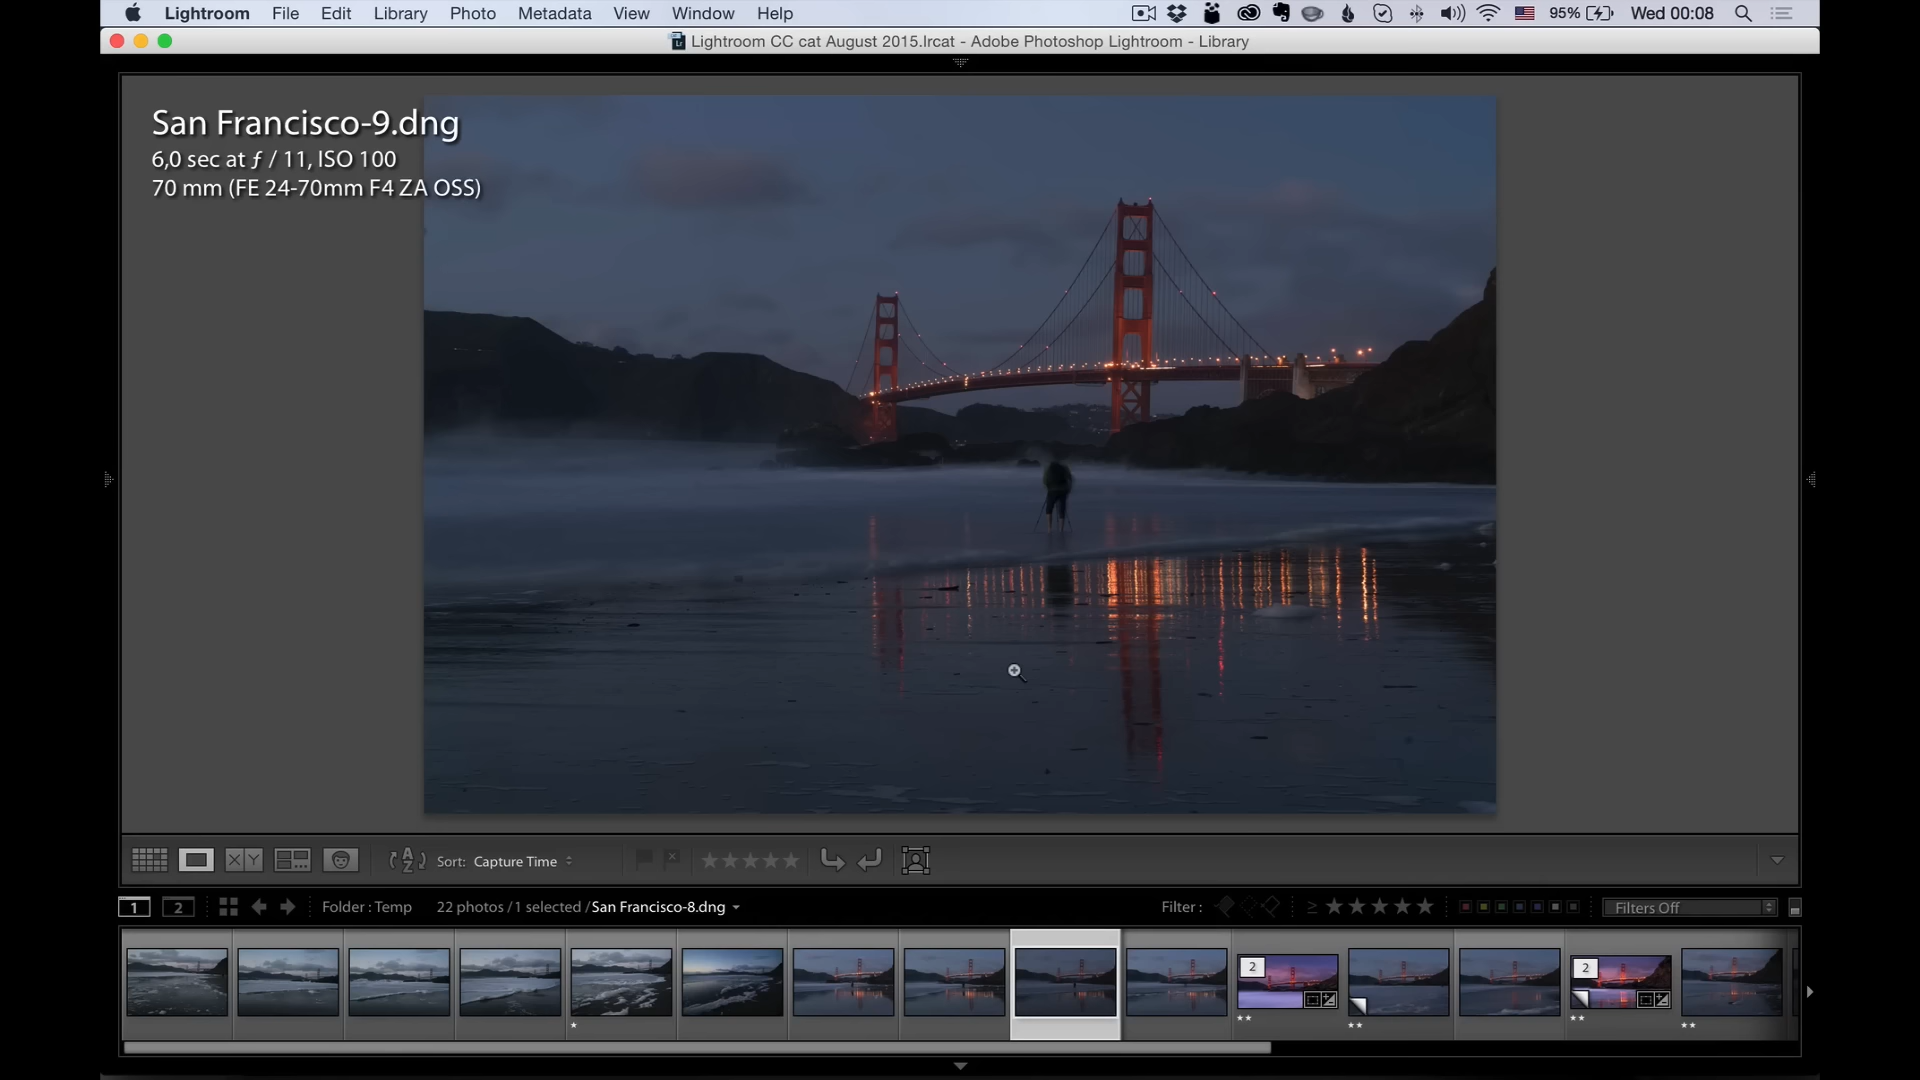 Lightroom File Edit Library Photo Metadata View Window Help 95% Wed 00:08
Lightroom CC cat August 2015.lrcat - Adobe Photoshop Lightroom - Library
San Francisco-9.dng
6,0 sec at ƒ / 11, ISO 100
70 mm (FE 24-70mm F4 ZA OSS)
XY AZ Sort: Capture Time
1 2 Folder : Temp 22 photos / 1 selected / San Francisco-8.dng Filter : ≥ Filters Off
2 2